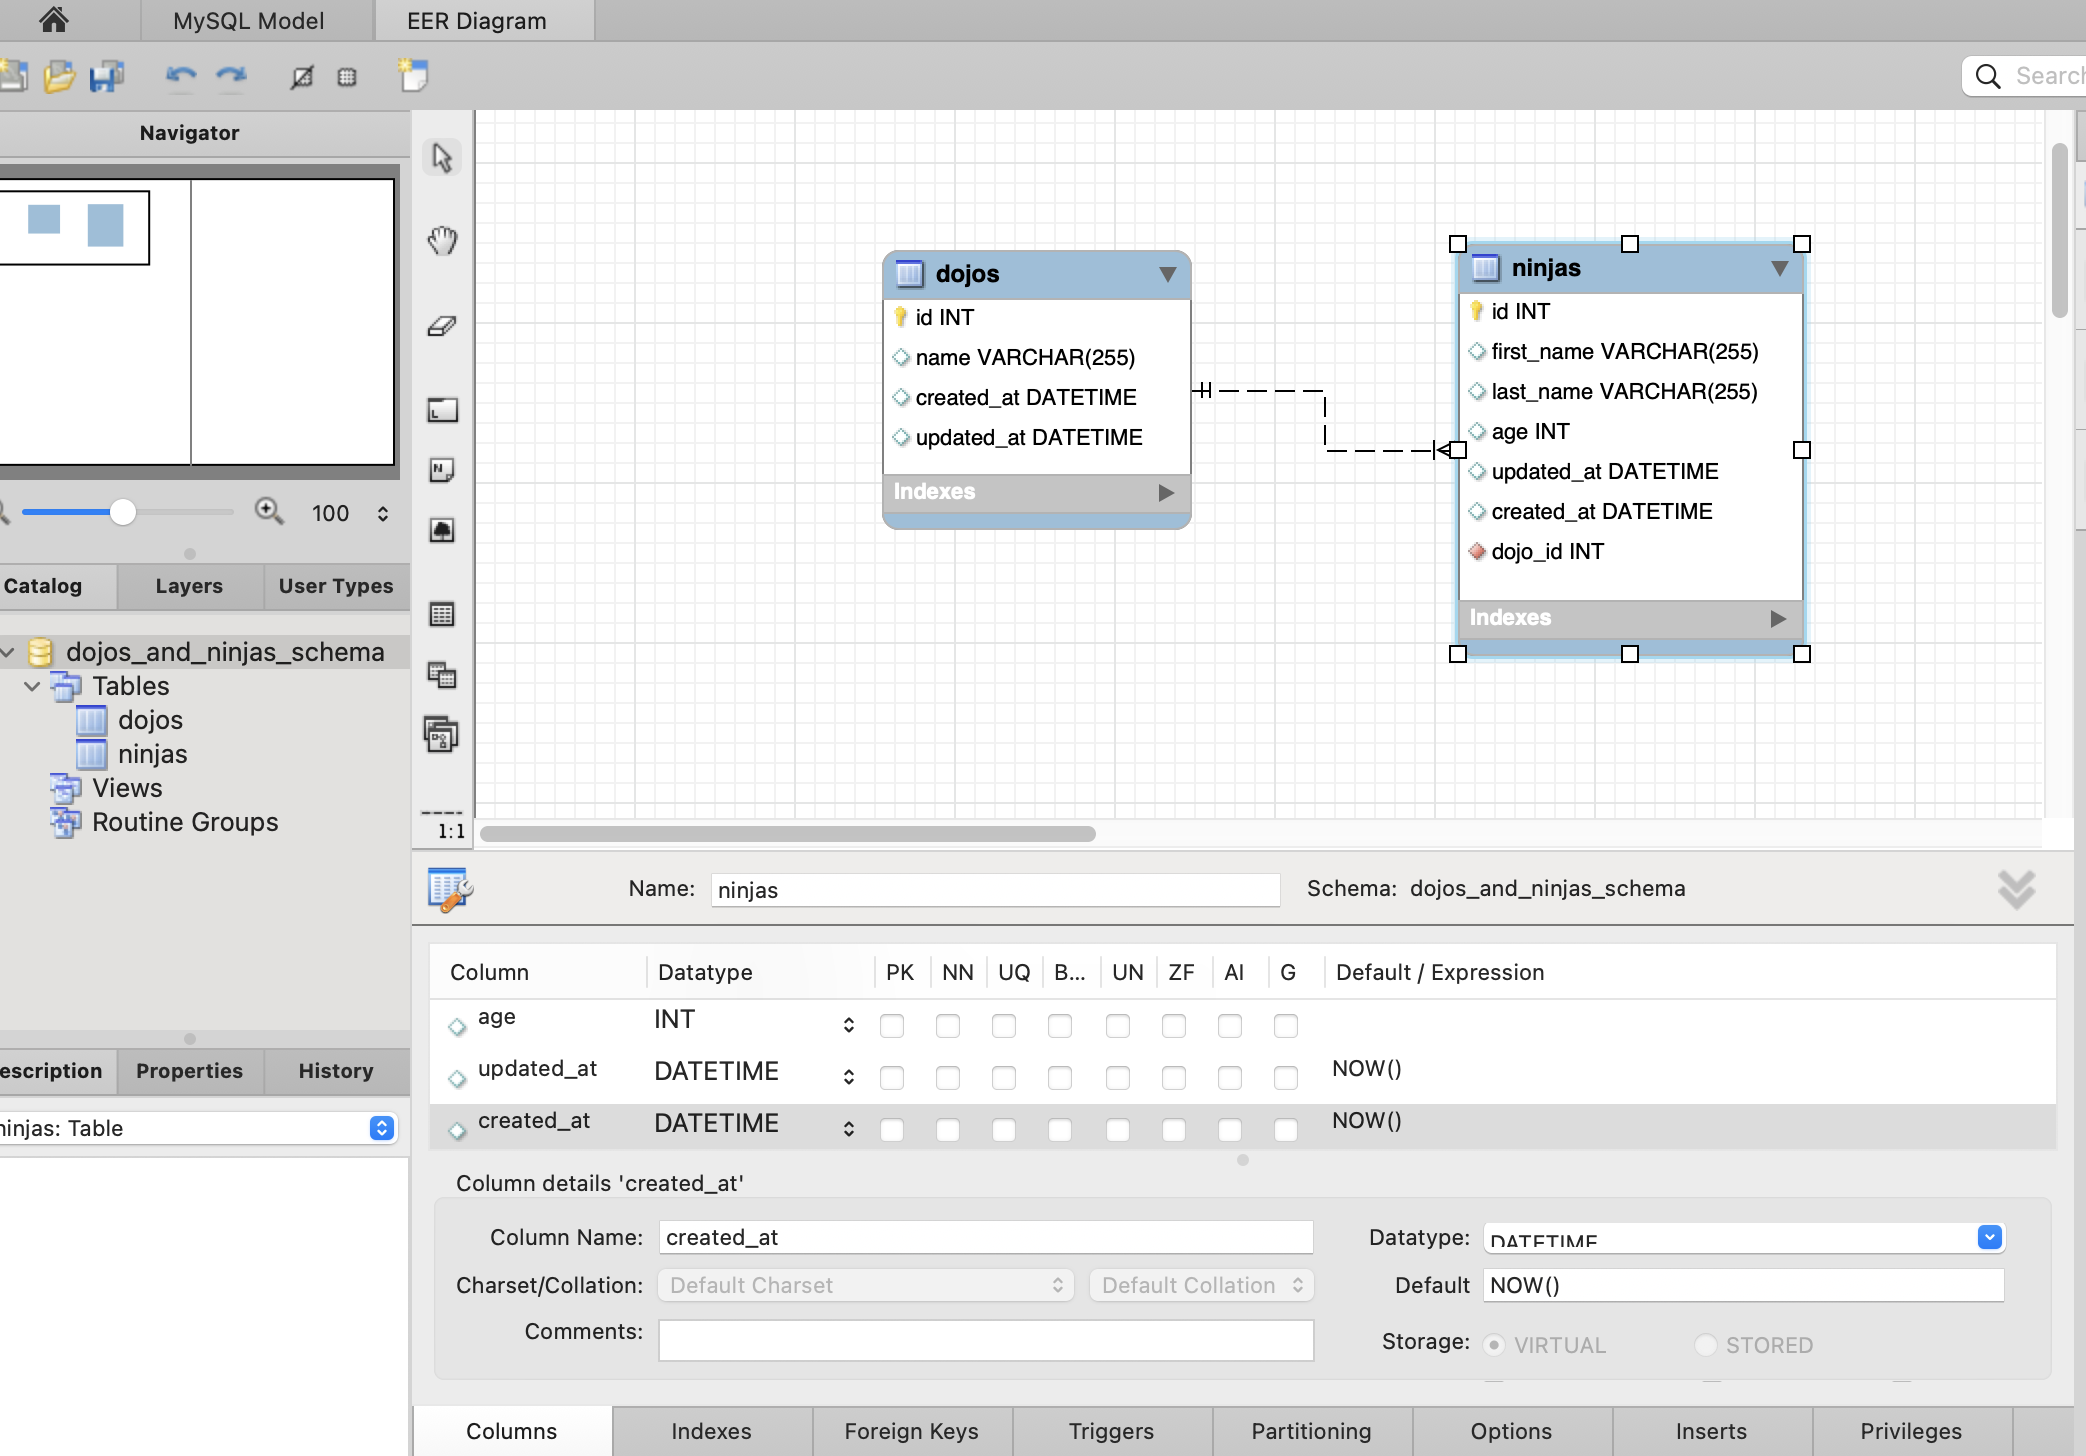 MySQL Model
EER Diagram
Search
Navigator
100
Catalog
Layers
User Types
dojos_and_ninjas_schema
Tables
dojos
ninjas
Views
Routine Groups
escription
Properties
History
ninjas: Table
dojos
id INT
name VARCHAR(255)
created_at DATETIME
updated_at DATETIME
Indexes
ninjas
id INT
first_name VARCHAR(255)
last_name VARCHAR(255)
age INT
updated_at DATETIME
created_at DATETIME
dojo_id INT
Indexes
1:1
Name: ninjas Schema: dojos_and_ninjas_schema
Column Datatype PK NN UQ B... UN ZF AI G Default / Expression
age INT
updated_at DATETIME NOW()
created_at DATETIME NOW()
Column details 'created_at'
Column Name: created_at Datatype: DATETIME
Charset/Collation: Default Charset Default Collation Default NOW()
Comments: Storage: VIRTUAL STORED
Columns Indexes Foreign Keys Triggers Partitioning Options Inserts Privileges